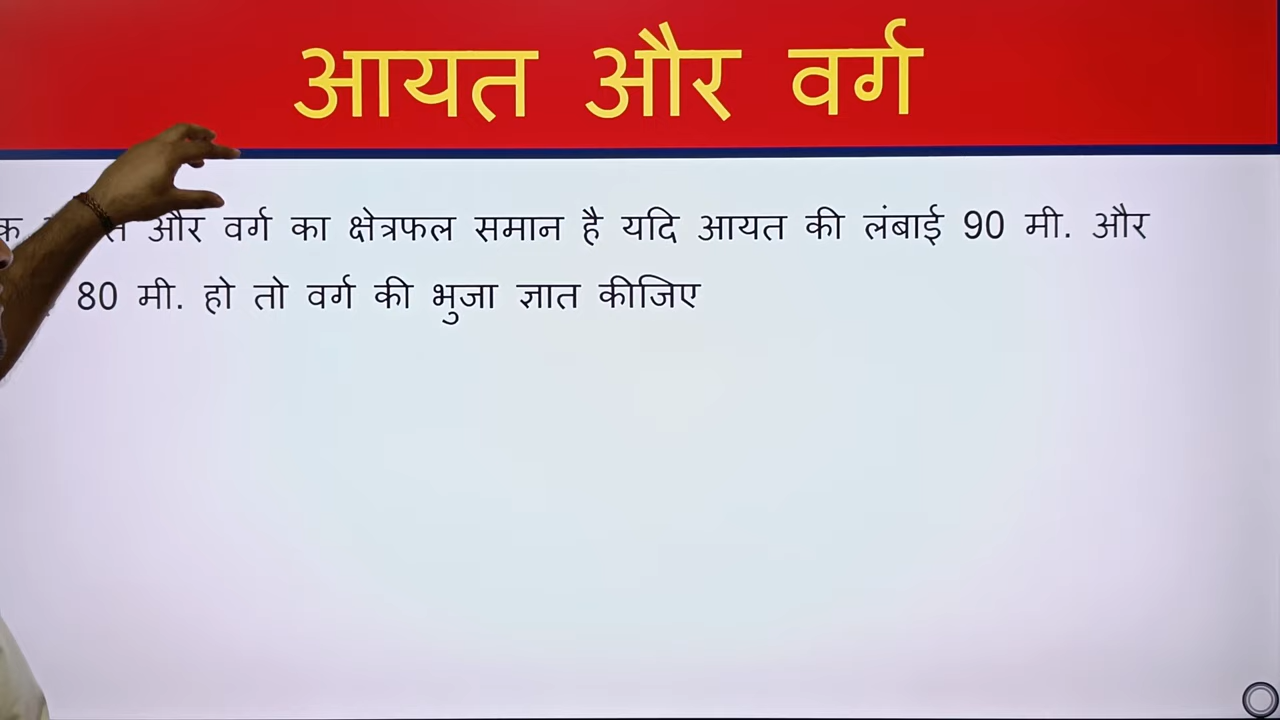 आयत और वर्ग
और वर्ग का क्षेत्रफल समान है यदि आयत की लंबाई 90 मी. और
80 मी. हो तो वर्ग की भुजा ज्ञात कीजिए